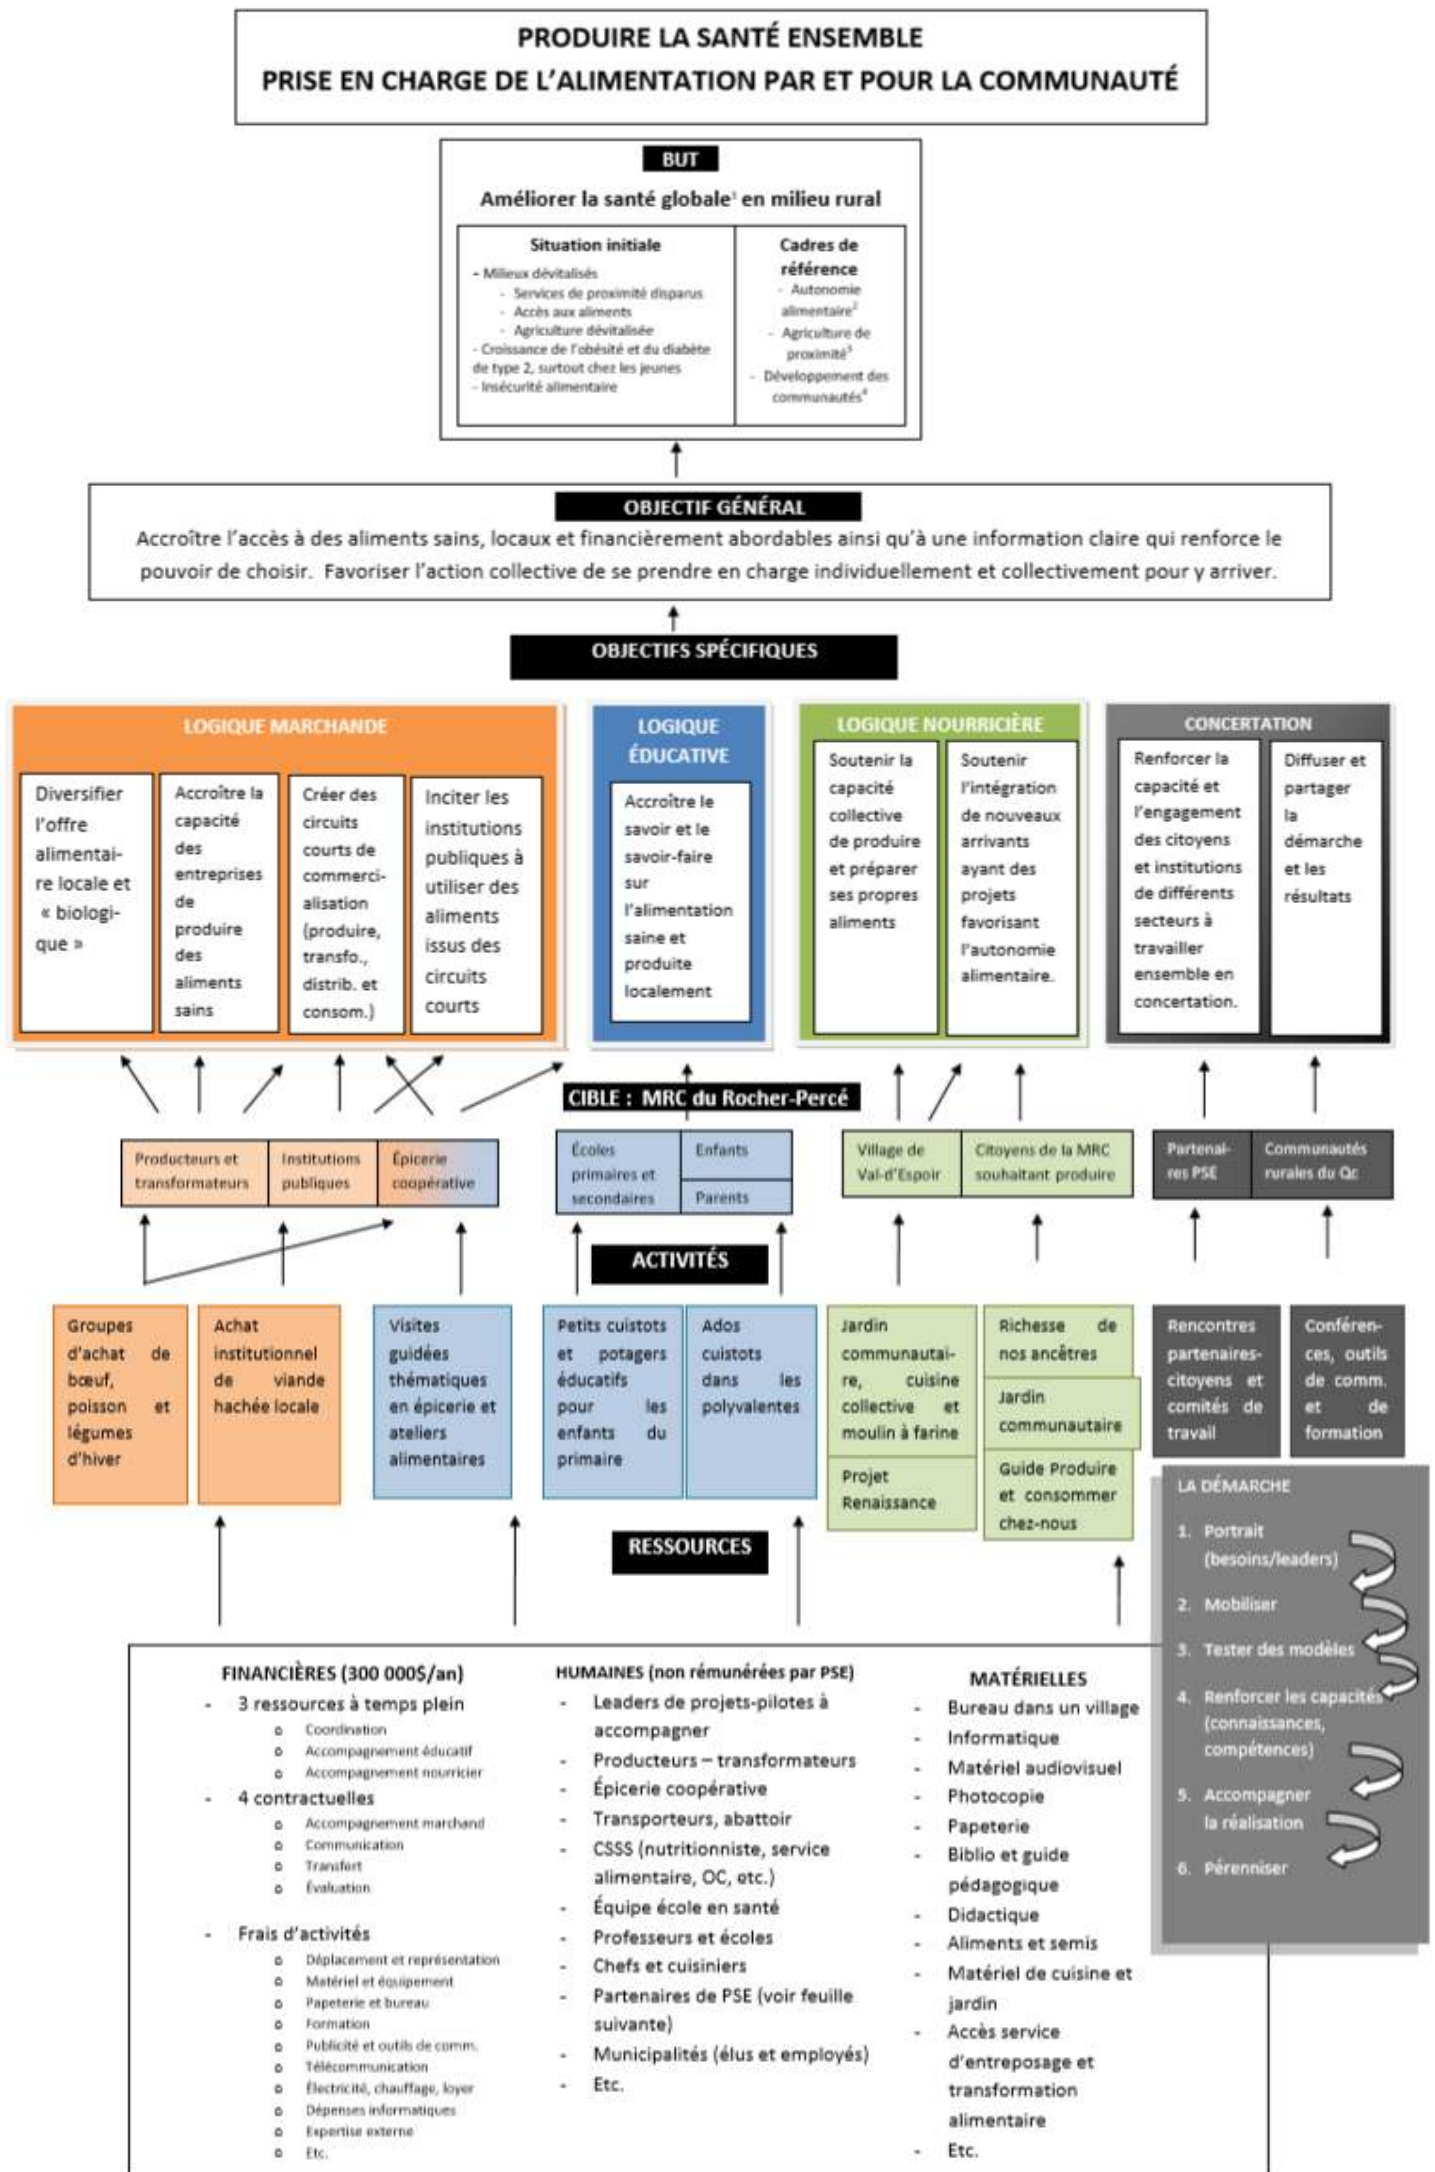 PRODUIRE LA SANTÉ ENSEMBLE
PRISE EN CHARGE DE L'ALIMENTATION PAR ET POUR LA COMMUNAUTÉ
BUT
Améliorer la santé globale¹ en milieu rural
Situation initiale
- Milieux dévitalisés
- Services de proximité disparus
- Accès aux aliments
- Agriculture dévitalisée
- Croissance de l'obésité et du diabète
de type 2, surtout chez les jeunes
- Insécurité alimentaire
Cadres de
référence
- Autonomie
alimentaire²
- Agriculture de
proximité³
- Développement des
communautés⁴
OBJECTIF GÉNÉRAL
Accroître l'accès à des aliments sains, locaux et financièrement abordables ainsi qu'à une information claire qui renforce le
pouvoir de choisir. Favoriser l'action collective de se prendre en charge individuellement et collectivement pour y arriver.
OBJECTIFS SPÉCIFIQUES
LOGIQUE MARCHANDE
Diversifier
l'offre
alimentai-
re locale et
« biologi-
que »
Accroître la
capacité
des
entreprises
de
produire
des
aliments
sains
Créer des
circuits
courts de
commerci-
alisation
(produire,
transfo.,
distrib. et
consom.)
Inciter les
institutions
publiques à
utiliser des
aliments
issus des
circuits
courts
LOGIQUE
ÉDUCATIVE
Accroître le
savoir et le
savoir-faire
sur
l'alimentation
saine et
produite
localement
LOGIQUE NOURRICIÈRE
Soutenir la
capacité
collective
de produire
et préparer
ses propres
aliments
Soutenir
l'intégration
de nouveaux
arrivants
ayant des
projets
favorisant
l'autonomie
alimentaire.
CONCERTATION
Renforcer la
capacité et
l'engagement
des citoyens
et institutions
de différents
secteurs à
travailler
ensemble en
concertation.
Diffuser et
partager
la
démarche
et les
résultats
CIBLE : MRC du Rocher-Percé
Producteurs et
transformateurs
Institutions
publiques
Épicerie
coopérative
Écoles
primaires et
secondaires
Enfants
Parents
Village de
Val-d'Espoir
Citoyens de la MRC
souhaitant produire
Partenai-
res PSE
Communautés
rurales du Qc
ACTIVITÉS
Groupes
d'achat de
bœuf,
poisson et
légumes
d'hiver
Achat
institutionnel
de viande
hachée locale
Visites
guidées
thématiques
en épicerie et
ateliers
alimentaires
Petits cuistots
et potagers
éducatifs
pour les
enfants du
primaire
Ados
cuistots
dans les
polyvalentes
Jardin
communautai-
re, cuisine
collective et
moulin à farine
Projet
Renaissance
Richesse de
nos ancêtres
Jardin
communautaire
Guide Produire
et consommer
chez-nous
Rencontres
partenaires-
citoyens et
comités de
travail
Conféren-
ces, outils
de comm.
et de
formation
LA DÉMARCHE
1. Portrait
(besoins/leaders)
2. Mobiliser
3. Tester des modèles
4. Renforcer les capacités
(connaissances,
compétences)
5. Accompagner
la réalisation
6. Pérenniser
RESSOURCES
FINANCIÈRES (300 000$/an)
- 3 ressources à temps plein
o Coordination
o Accompagnement éducatif
o Accompagnement nourricier
- 4 contractuelles
o Accompagnement marchand
o Communication
o Transfert
o Évaluation
- Frais d'activités
o Déplacement et représentation
o Matériel et équipement
o Papeterie et bureau
o Formation
o Publicité et outils de comm.
o Télécommunication
o Électricité, chauffage, loyer
o Dépenses informatiques
o Expertise externe
o Etc.
HUMAINES (non rémunérées par PSE)
- Leaders de projets-pilotes à
accompagner
- Producteurs – transformateurs
- Épicerie coopérative
- Transporteurs, abattoir
- CSSS (nutritionniste, service
alimentaire, OC, etc.)
- Équipe école en santé
- Professeurs et écoles
- Chefs et cuisiniers
- Partenaires de PSE (voir feuille
suivante)
- Municipalités (élus et employés)
- Etc.
MATÉRIELLES
- Bureau dans un village
- Informatique
- Matériel audiovisuel
- Photocopie
- Papeterie
- Biblio et guide
pédagogique
- Didactique
- Aliments et semis
- Matériel de cuisine et
jardin
- Accès service
d'entreposage et
transformation
alimentaire
- Etc.